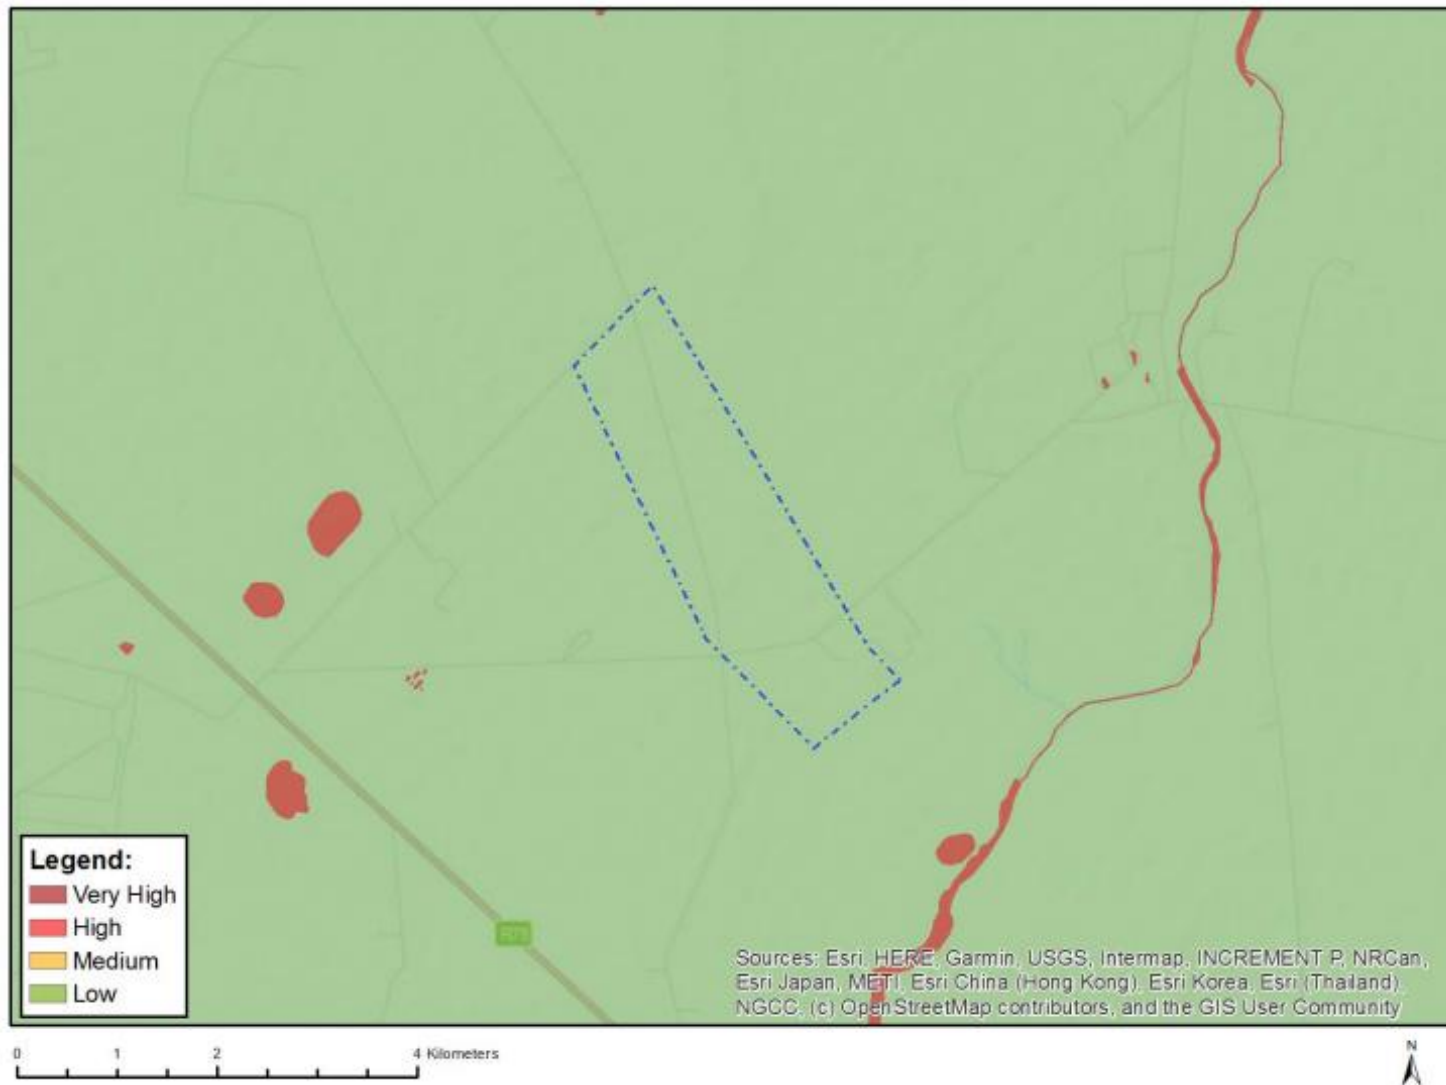 Legend:
Very High
High
Medium
Low
Sources: Esri, HERE, Garmin, USGS, Intermap, INCREMENT P, NRCan,
Esri Japan, METI, Esri China (Hong Kong), Esri Korea, Esri (Thailand),
NGCC, (c) OpenStreetMap contributors, and the GIS User Community
0 1 2 4 Kilometers
N